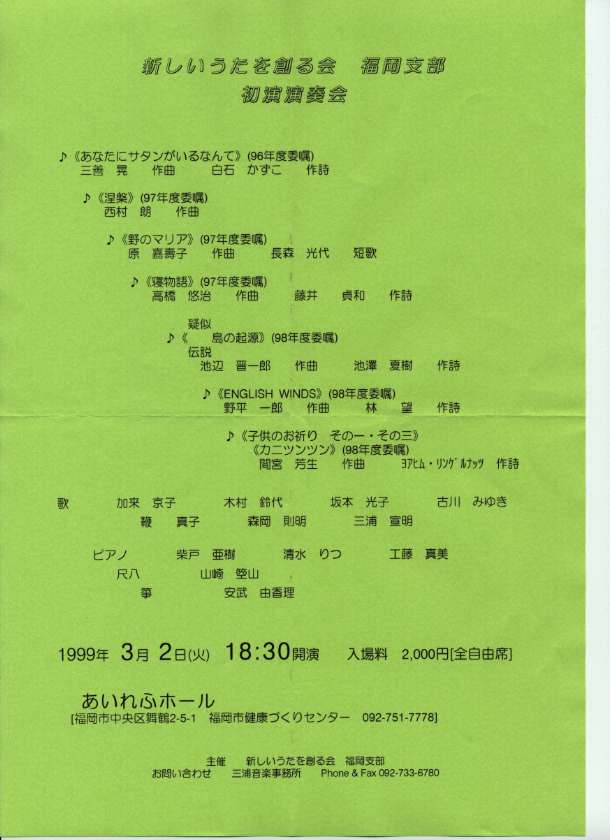 新しいうたを創る会　福岡支部
初演演奏会
♪《あなたにサタンがいるなんて》(96年度委嘱)
三善　晃　作曲　白石　かずこ　作詩
♪《涅槃》(97年度委嘱)
西村　朗　作曲
♪《野のマリア》(97年度委嘱)
原　嘉壽子　作曲　長森　光代　短歌
♪《寝物語》(97年度委嘱)
高橋　悠治　作曲　藤井　貞和　作詩
疑似
♪《　　島の起源》(98年度委嘱)
伝説
池辺　晋一郎　作曲　池澤　夏樹　作詩
♪《ENGLISH WINDS》(98年度委嘱)
野平　一郎　作曲　林　望　作詩
♪《子供のお祈り　その一・その三》
《カニツンツン》(98年度委嘱)
間宮　芳生　作曲　ﾖｱﾋﾑ・ﾘﾝｹﾞﾙﾅｯﾂ　作詩
歌　加来　京子　木村　鈴代　坂本　光子　古川　みゆき
鞭　真子　森岡　則明　三浦　宣明
ピアノ　柴戸　亜樹　清水　りつ　工藤　真美
尺八　山崎　箜山
箏　安武　由香理
1999年　3月　2日(火)　18:30開演　入場料　2,000円[全自由席]
あいれふホール
[福岡市中央区舞鶴2-5-1　福岡市健康づくりセンター　092-751-7778]
主催　新しいうたを創る会　福岡支部
お問い合わせ　三浦音楽事務所　Phone & Fax 092-733-6780